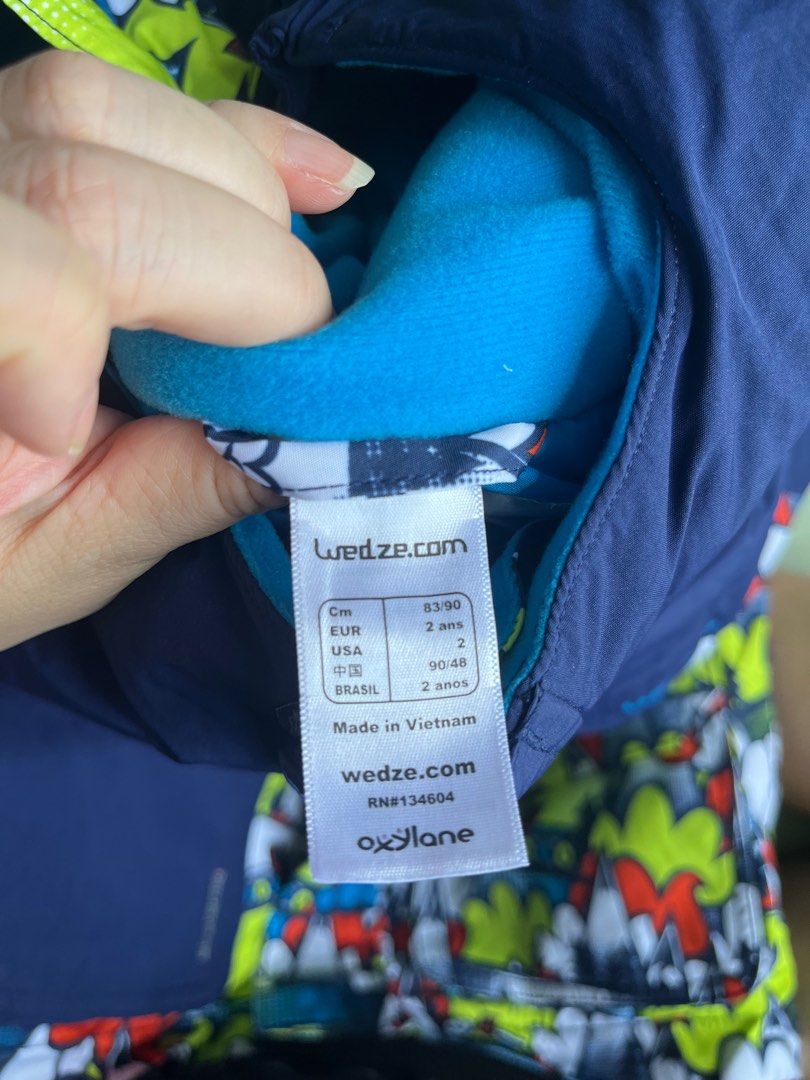 wedze.com
Cm 83/90
EUR 2 ans
USA 2
中国 90/48
BRASIL 2 anos
Made in Vietnam
wedze.com
RN#134604
oxylane